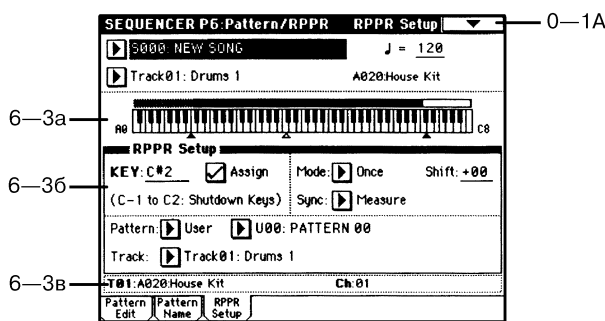 SEQUENCER P6:Pattern/RPPR RPPR Setup
0—1A
S000: NEW SONG ♩ = 120
Track01: Drums 1 A020:House Kit
6—3а
A0 C8
RPPR Setup
KEY: C#2 Assign Mode: Once Shift: +00
6—3б
(C-1 to C2: Shutdown Keys) Sync: Measure
Pattern: User U00: PATTERN 00
Track: Track01: Drums 1
6—3в
T01:A020:House Kit Ch:01
Pattern Edit Pattern Name RPPR Setup